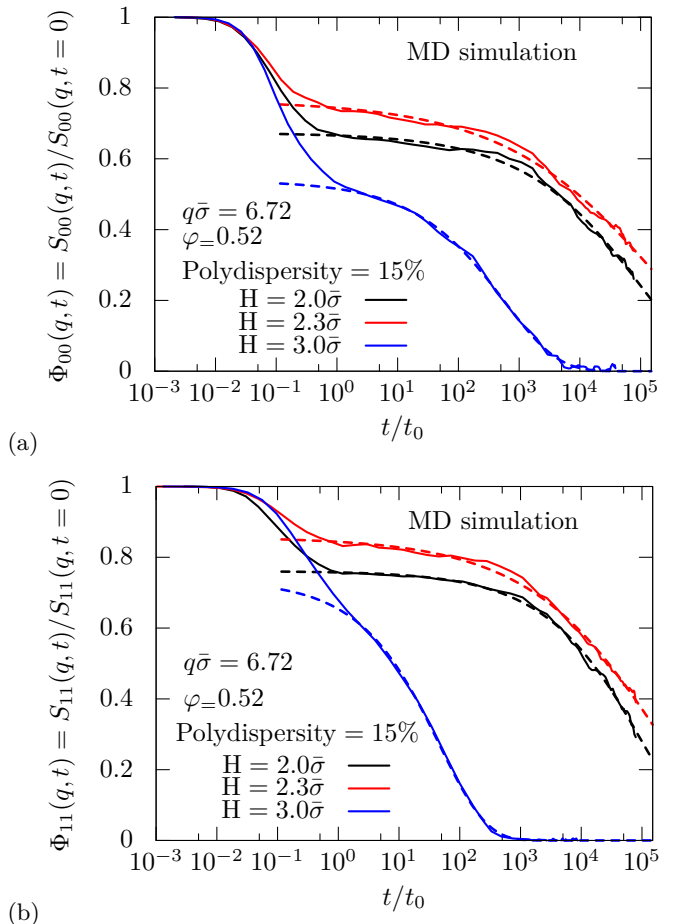 Φ₀₀(q, t) = S₀₀(q, t)/S₀₀(q, t = 0)
1
0.8
0.6
0.4
0.2
0
MD simulation
qσ̄ = 6.72
φ₌0.52
Polydispersity = 15%
H = 2.0σ̄
H = 2.3σ̄
H = 3.0σ̄
10⁻³ 10⁻² 10⁻¹ 10⁰ 10¹ 10² 10³ 10⁴ 10⁵
t/t₀
(a)
Φ₁₁(q, t) = S₁₁(q, t)/S₁₁(q, t = 0)
1
0.8
0.6
0.4
0.2
0
MD simulation
qσ̄ = 6.72
φ₌0.52
Polydispersity = 15%
H = 2.0σ̄
H = 2.3σ̄
H = 3.0σ̄
10⁻³ 10⁻² 10⁻¹ 10⁰ 10¹ 10² 10³ 10⁴ 10⁵
t/t₀
(b)